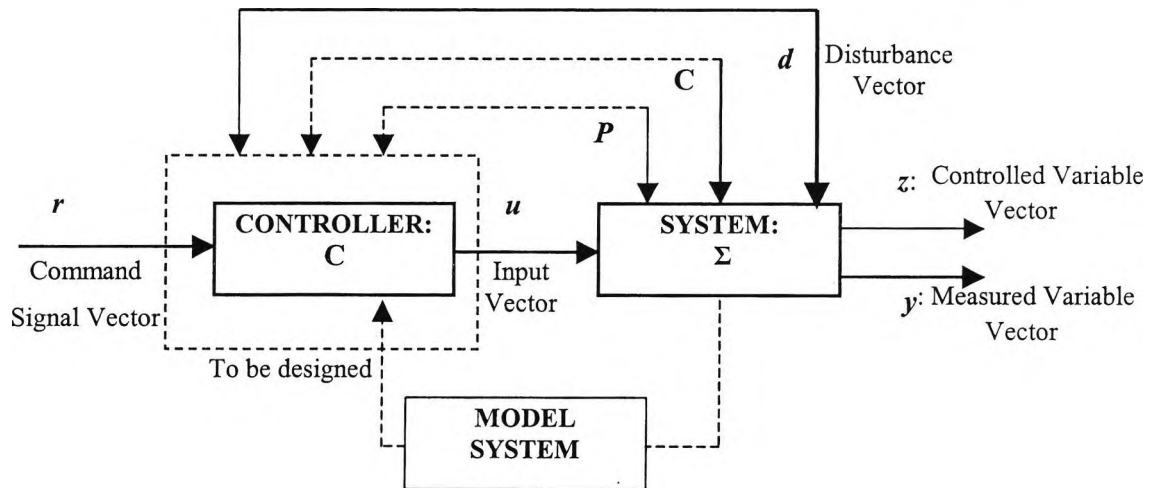 d
Disturbance
Vector
C
P
r
CONTROLLER:
C
u
SYSTEM:
Σ
z: Controlled Variable
Vector
Command
Signal Vector
Input
Vector
y: Measured Variable
Vector
To be designed
MODEL
SYSTEM